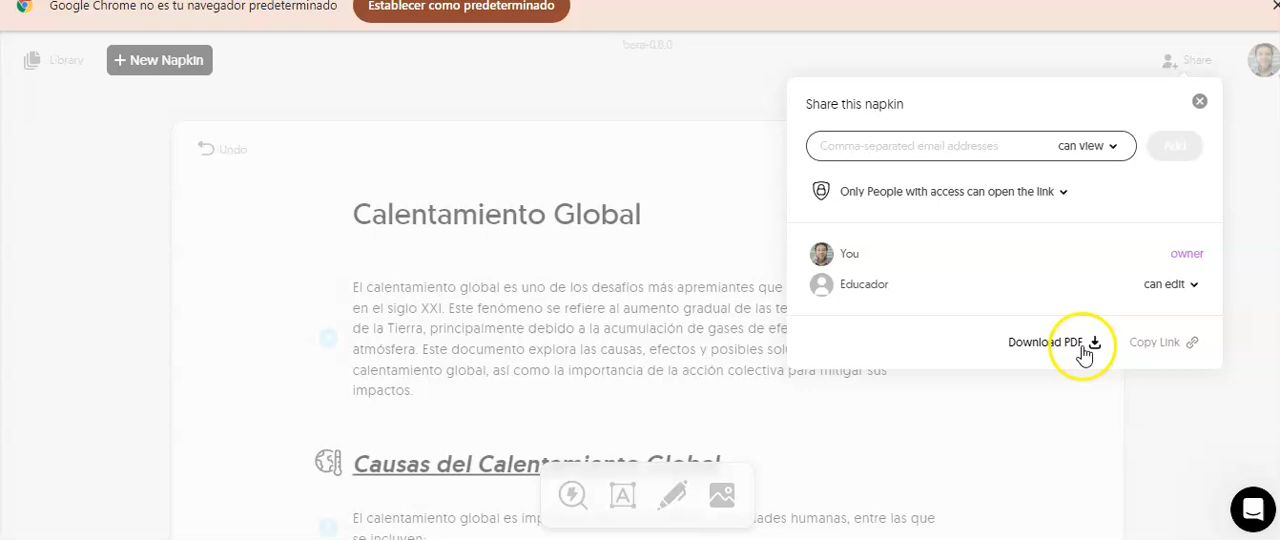 Google Chrome no es tu navegador predeterminado
Establecer como predeterminado
beta-0.8.0
Library
+ New Napkin
Share
Share this napkin
Comma-separated email addresses
can view
Add
Only People with access can open the link
Undo
Calentamiento Global
You
owner
Educador
can edit
Download PDF
Copy Link
El calentamiento global es uno de los desafíos más apremiantes que
en el siglo XXI. Este fenómeno se refiere al aumento gradual de las
de la Tierra, principalmente debido a la acumulación de gases de
atmósfera. Este documento explora las causas, efectos y posibles
calentamiento global, así como la importancia de la acción colectiva para mitigar sus
impactos.
Causas del Calentamiento Global
El calentamiento global es
humanas, entre las que
se incluyen: